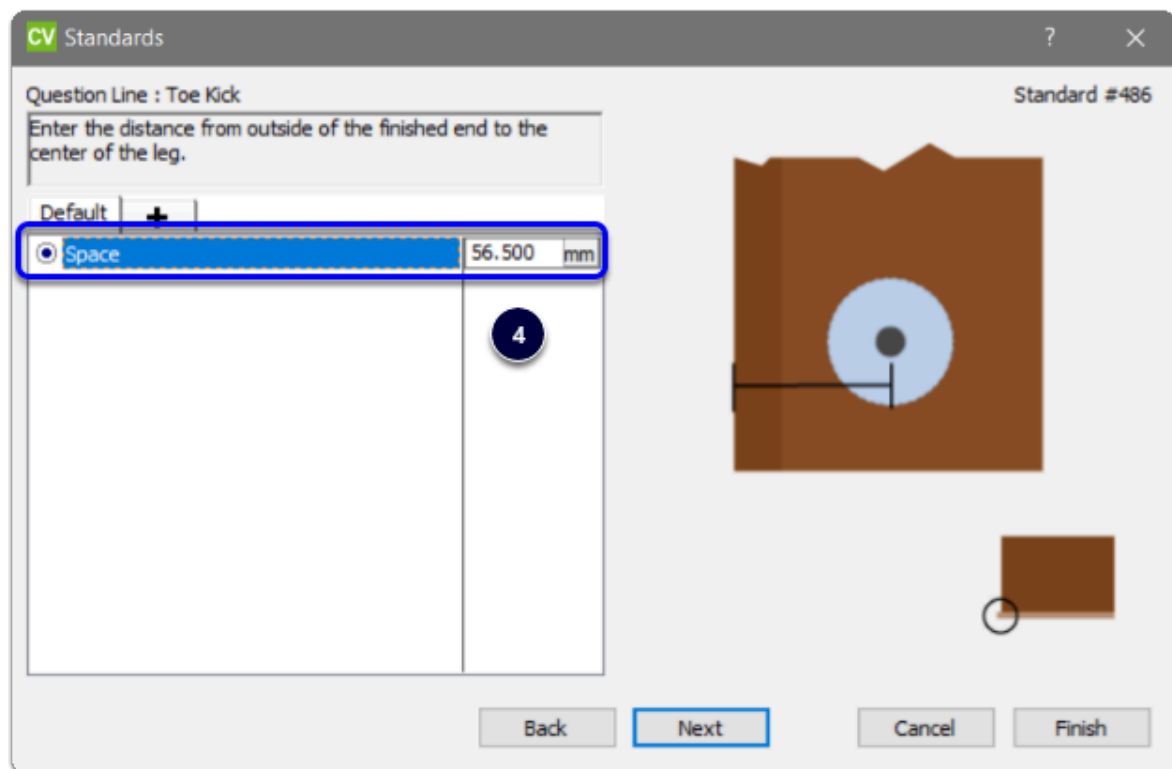 CV Standards ?
Question Line : Toe Kick Standard #486
Enter the distance from outside of the finished end to the
center of the leg.
Default +
Space 56.500 mm
4
Back Next Cancel Finish